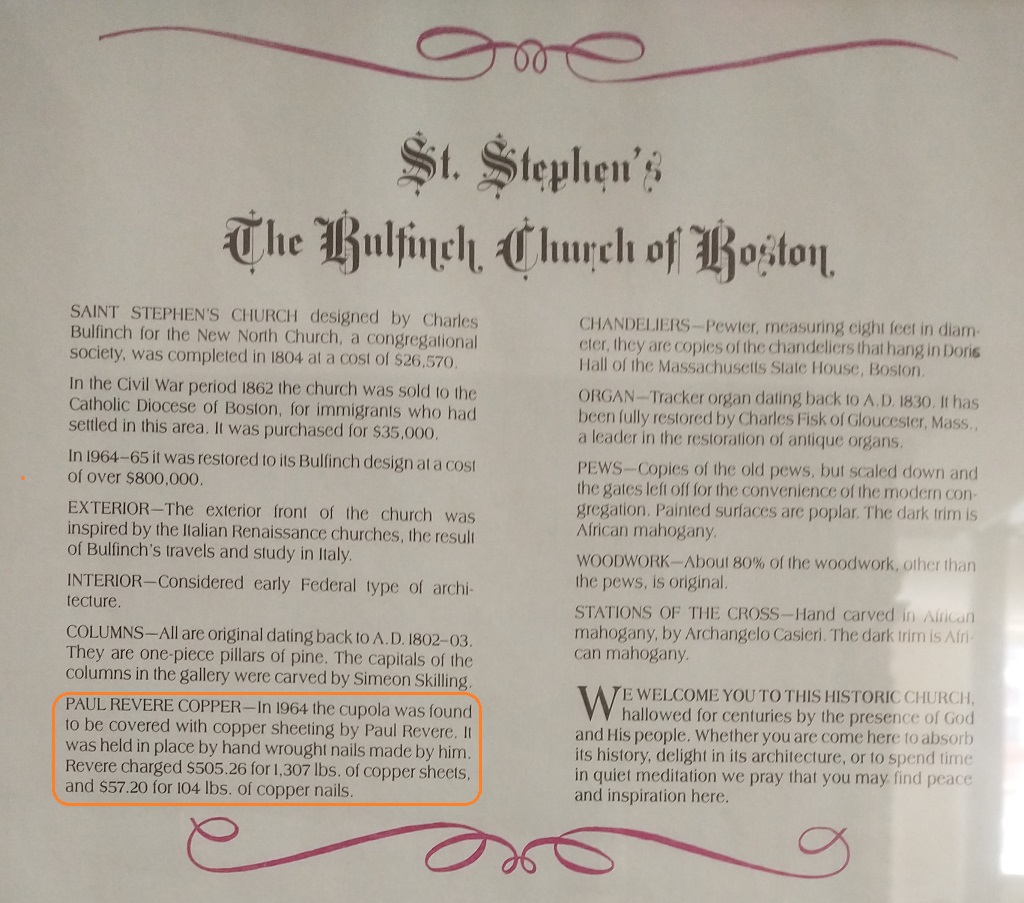 St. Stephen's
The Bulfinch Church of Boston
SAINT STEPHEN'S CHURCH designed by Charles
Bulfinch for the New North Church, a congregational
society, was completed in 1804 at a cost of $26,570.
In the Civil War period 1862 the church was sold to the
Catholic Diocese of Boston, for immigrants who had
settled in this area. It was purchased for $35,000.
In 1964–65 it was restored to its Bulfinch design at a cost
of over $800,000.
EXTERIOR—The exterior front of the church was
inspired by the Italian Renaissance churches, the result
of Bulfinch's travels and study in Italy.
INTERIOR—Considered early Federal type of archi-
tecture.
COLUMNS—All are original dating back to A.D. 1802–03.
They are one-piece pillars of pine. The capitals of the
columns in the gallery were carved by Simeon Skilling.
PAUL REVERE COPPER—In 1964 the cupola was found
to be covered with copper sheeting by Paul Revere. It
was held in place by hand wrought nails made by him.
Revere charged $505.26 for 1,307 lbs. of copper sheets,
and $57.20 for 104 lbs. of copper nails.
CHANDELIERS—Pewter, measuring eight feet in diam-
eter, they are copies of the chandeliers that hang in Doris
Hall of the Massachusetts State House, Boston.
ORGAN—Tracker organ dating back to A.D. 1830. It has
been fully restored by Charles Fisk of Gloucester, Mass.,
a leader in the restoration of antique organs.
PEWS—Copies of the old pews, but scaled down and
the gates left off for the convenience of the modern con-
gregation. Painted surfaces are poplar. The dark trim is
African mahogany.
WOODWORK—About 80% of the woodwork, other than
the pews, is original.
STATIONS OF THE CROSS—Hand carved in African
mahogany, by Archangelo Casieri. The dark trim is Afri-
can mahogany.
WE WELCOME YOU TO THIS HISTORIC CHURCH,
hallowed for centuries by the presence of God
and His people. Whether you are come here to absorb
its history, delight in its architecture, or to spend time
in quiet meditation we pray that you may find peace
and inspiration here.